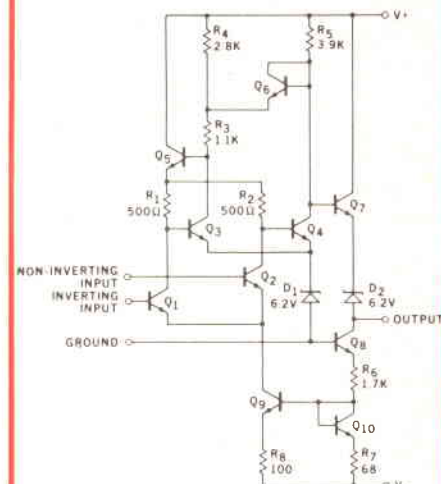 V+
R4
2.8K
R5
3.9K
Q6
R3
1.1K
Q5
R1
500Ω
R2
500Ω
Q3
Q4
Q7
NON-INVERTING
INPUT
Q2
INVERTING
INPUT
Q1
D1
6.2V
D2
6.2V
OUTPUT
GROUND
Q8
R6
1.7K
Q9
Q10
R8
100
R7
68